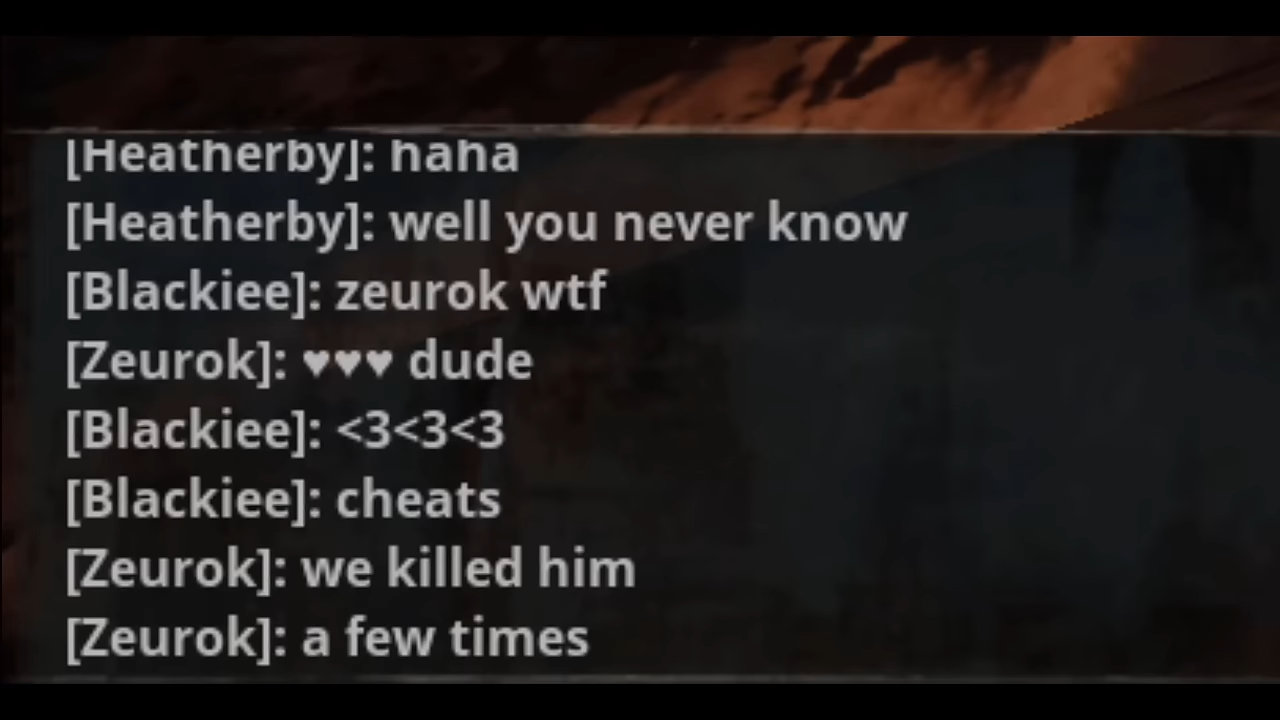 [Heatherby]: haha
[Heatherby]: well you never know
[Blackiee]: zeurok wtf
[Zeurok]: ♥♥♥ dude
[Blackiee]: <3<3<3
[Blackiee]: cheats
[Zeurok]: we killed him
[Zeurok]: a few times